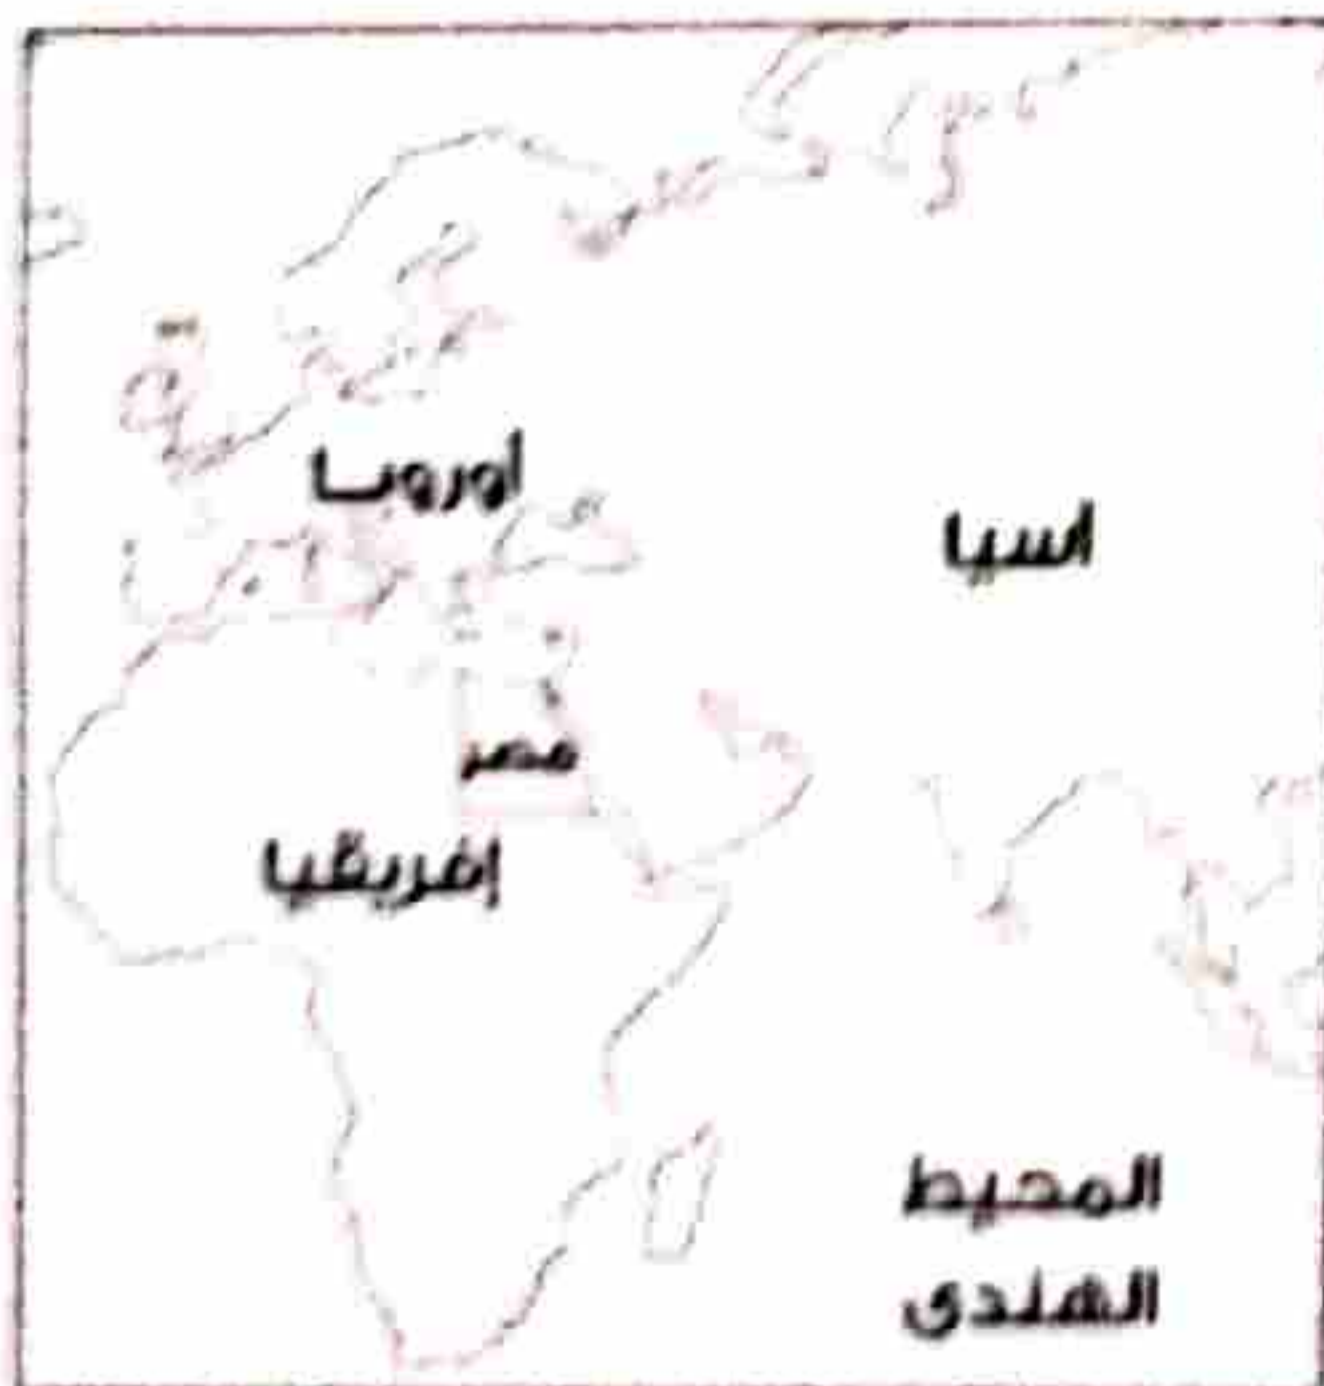 أوروبا
آسيا
مصر
إفريقيا
المحيط
الهندى